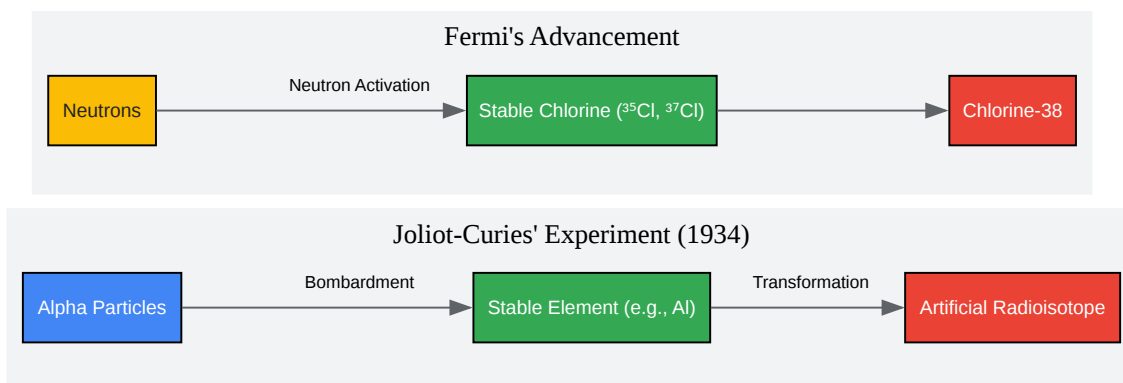 Fermi's Advancement
Neutrons
Neutron Activation
Stable Chlorine (³⁵Cl, ³⁷Cl)
Chlorine-38
Joliot-Curies' Experiment (1934)
Alpha Particles
Bombardment
Stable Element (e.g., Al)
Transformation
Artificial Radioisotope